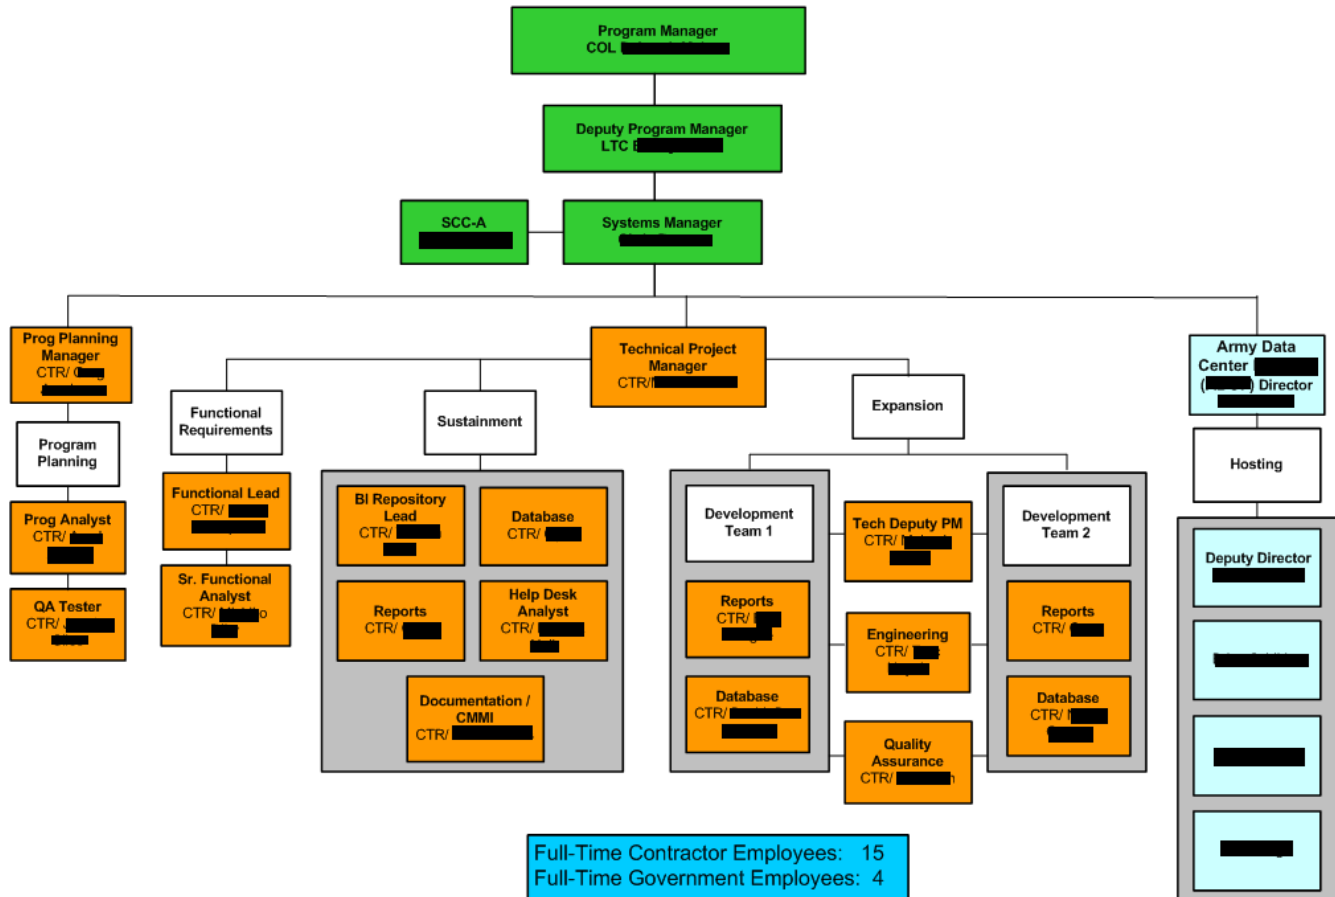 Program Manager
COL
Deputy Program Manager
LTC
SCC-A
Systems Manager
Prog Planning
Manager
CTR/
Program
Planning
Prog Analyst
CTR/
QA Tester
CTR/
Technical Project
Manager
CTR/
Functional
Requirements
Functional Lead
CTR/
Sr. Functional
Analyst
CTR/
Sustainment
BI Repository
Lead
CTR/
Database
CTR/
Reports
CTR/
Help Desk
Analyst
CTR/
Documentation /
CMMI
CTR/
Expansion
Development
Team 1
Reports
CTR/
Database
CTR/
Tech Deputy PM
CTR/
Engineering
CTR/
Quality
Assurance
CTR/
Development
Team 2
Reports
CTR/
Database
CTR/
Army Data
Center
Director
Hosting
Deputy Director
Full-Time Contractor Employees: 15
Full-Time Government Employees: 4